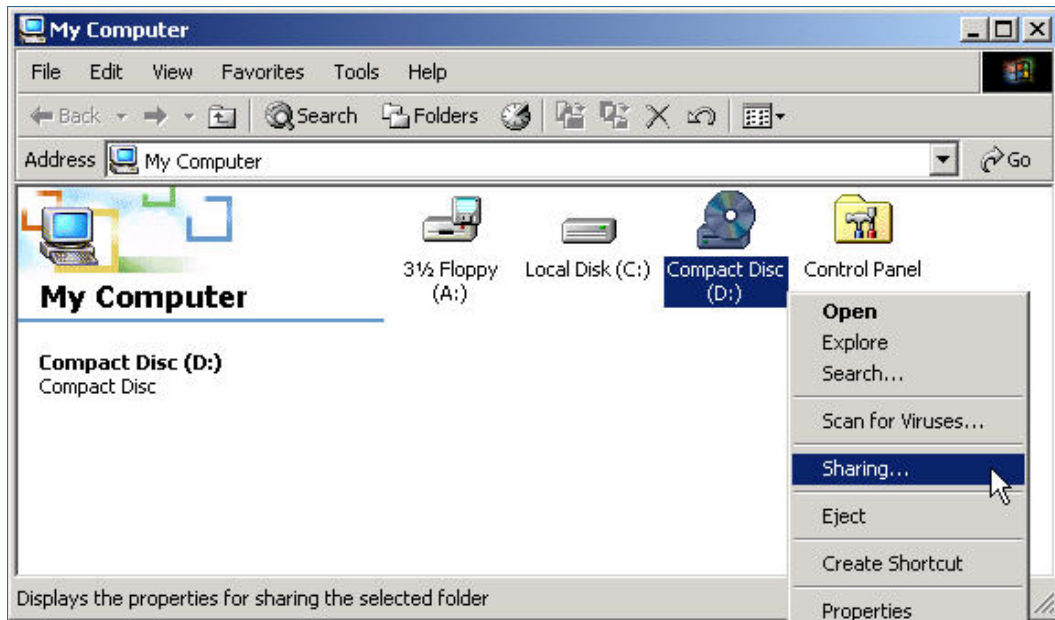 My Computer
File Edit View Favorites Tools Help
Back Search Folders
Address My Computer Go
My Computer
Compact Disc (D:)
Compact Disc
3½ Floppy
(A:)
Local Disk (C:)
Compact Disc
(D:)
Control Panel
Open
Explore
Search...
Scan for Viruses...
Sharing...
Eject
Create Shortcut
Properties
Displays the properties for sharing the selected folder